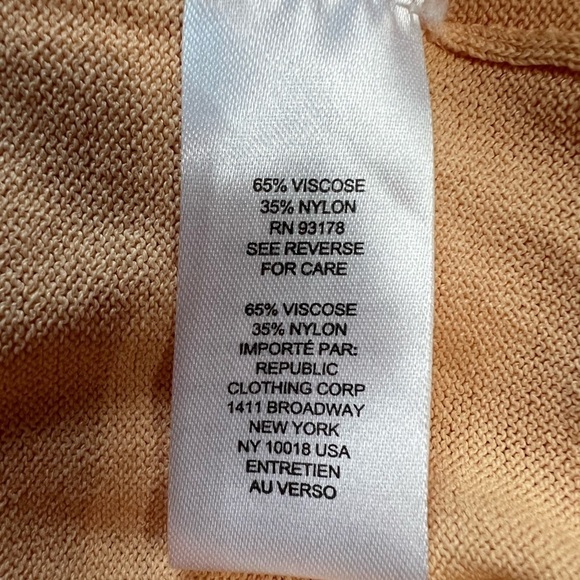 65% VISCOSE
35% NYLON
RN 93178
SEE REVERSE
FOR CARE
65% VISCOSE
35% NYLON
IMPORTÉ PAR:
REPUBLIC
CLOTHING CORP
1411 BROADWAY
NEW YORK
NY 10018 USA
ENTRETIEN
AU VERSO